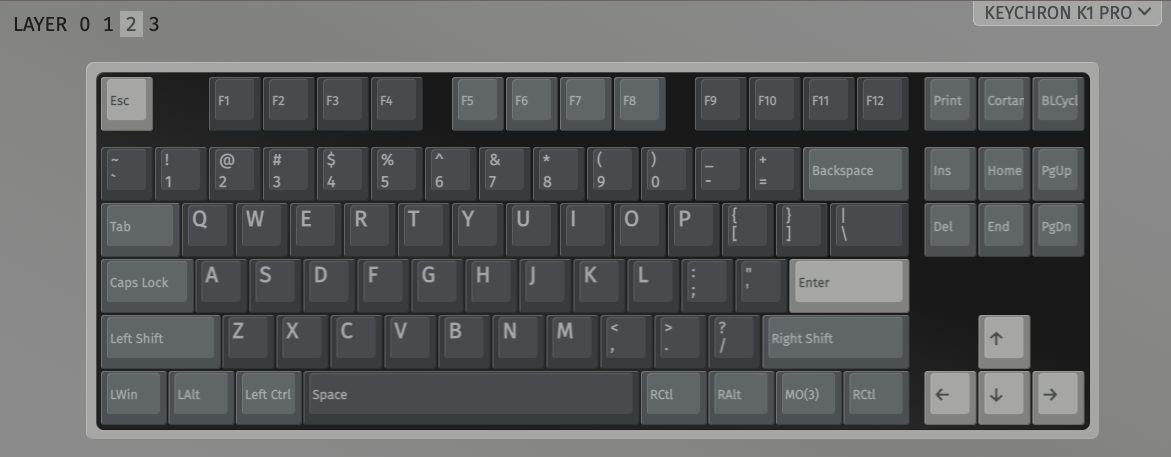 LAYER 0 1 2 3
KEYCHRON K1 PRO
Esc F1 F2 F3 F4 F5 F6 F7 F8 F9 F10 F11 F12 Print Cortar BLCycl
~ ! @ # $ % ^ & * ( ) _ +
` 1 2 3 4 5 6 7 8 9 0 - = Backspace Ins Home PgUp
Tab Q W E R T Y U I O P { } |
[ ] \ Del End PgDn
Caps Lock A S D F G H J K L : "
; ' Enter
Left Shift Z X C V B N M < > ?
, . / Right Shift ↑
LWin LAlt Left Ctrl Space RCtl RAlt MO(3) RCtl ← ↓ →